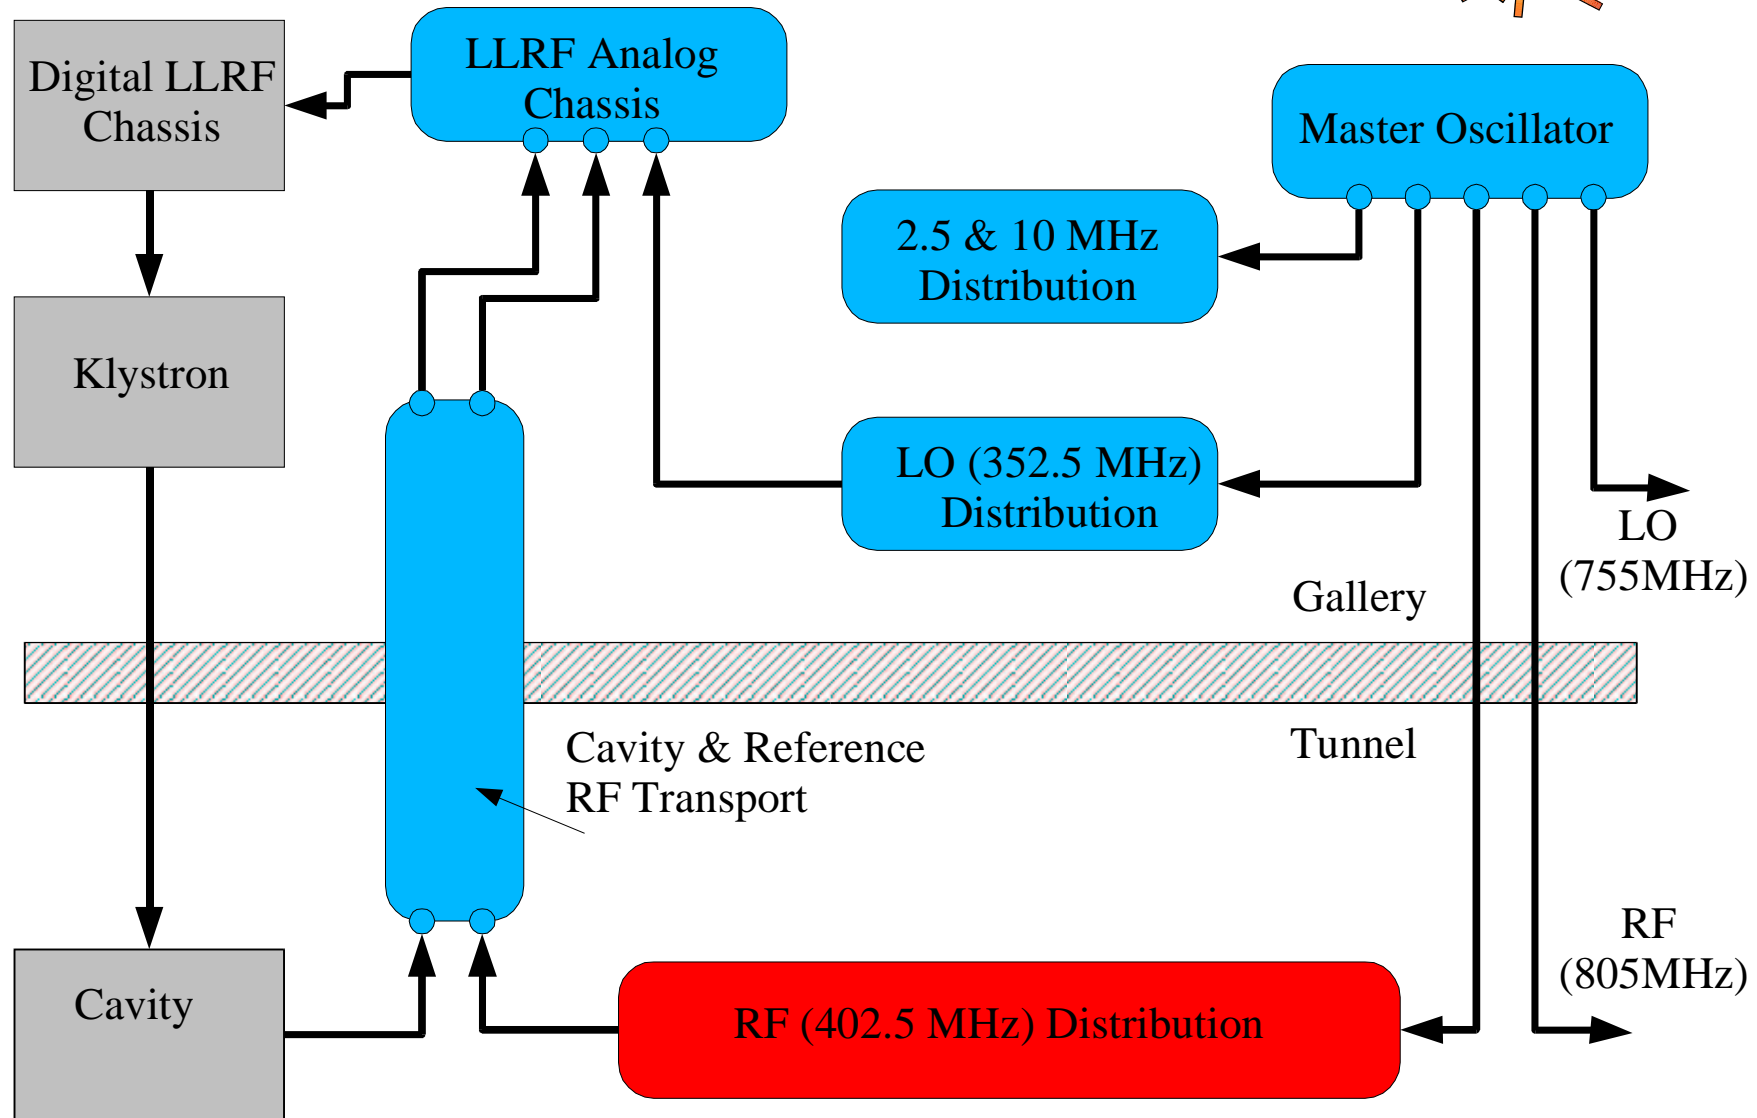 Digital LLRF
Chassis
LLRF Analog
Chassis
Master Oscillator
2.5 & 10 MHz
Distribution
Klystron
LO (352.5 MHz)
Distribution
LO
(755MHz)
Gallery
Tunnel
Cavity & Reference
RF Transport
RF
(805MHz)
Cavity
RF (402.5 MHz) Distribution